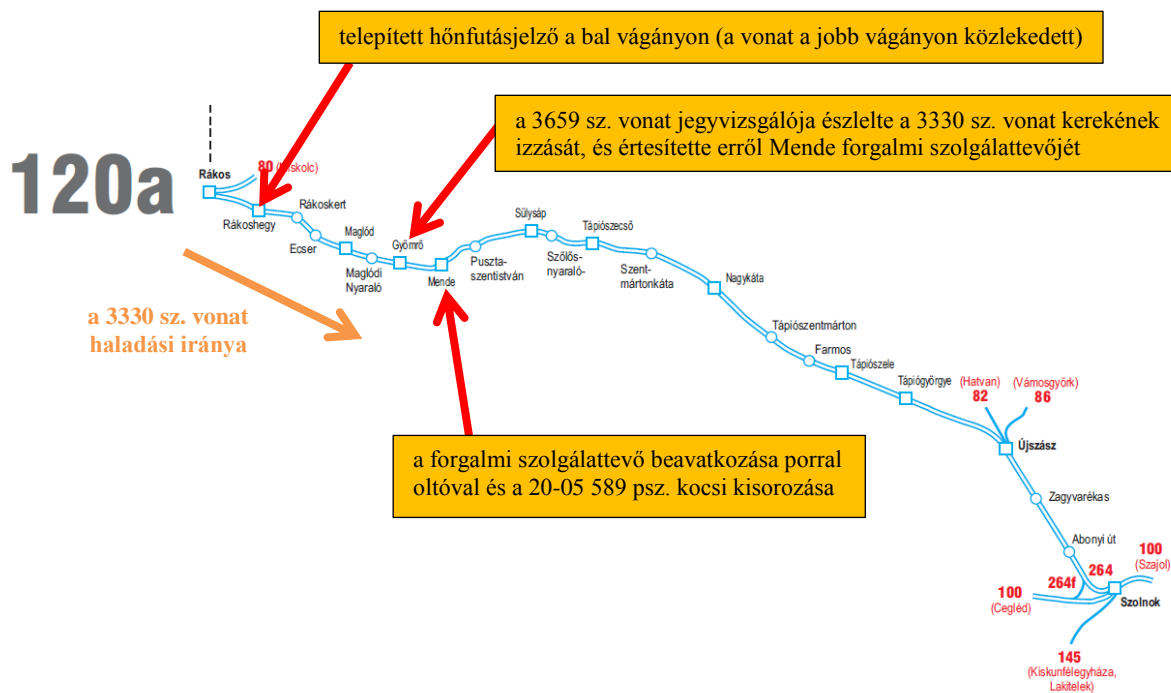 telepített hőnfutásjelző a bal vágányon (a vonat a jobb vágányon közlekedett)
a 3659 sz. vonat jegyvizsgálója észlelte a 3330 sz. vonat kerekének
izzását, és értesítette erről Mende forgalmi szolgálattevőjét
120a
Rákos
80 (Miskolc)
Rákoshegy
Rákoskert
Ecser
Maglód
Maglódi
Nyaraló
Gyömrő
Mende
Puszta-
szentistván
Sülysáp
Szőlős-
nyaraló-
Tápiószecső
Szent-
mártonkáta
Nagykáta
Tápiószentmárton
Farmos
Tápiószele
Tápiógyörgye
(Hatvan)
82
(Vámosgyörk)
86
Újszász
a 3330 sz. vonat
haladási iránya
a forgalmi szolgálattevő beavatkozása porral
oltóval és a 20-05 589 psz. kocsi kisorozása
Zagyvarékas
Abonyi út
100
(Szajol)
264
264f
100
(Cegléd)
Szolnok
145
(Kiskunfélegyháza,
Lakitelek)